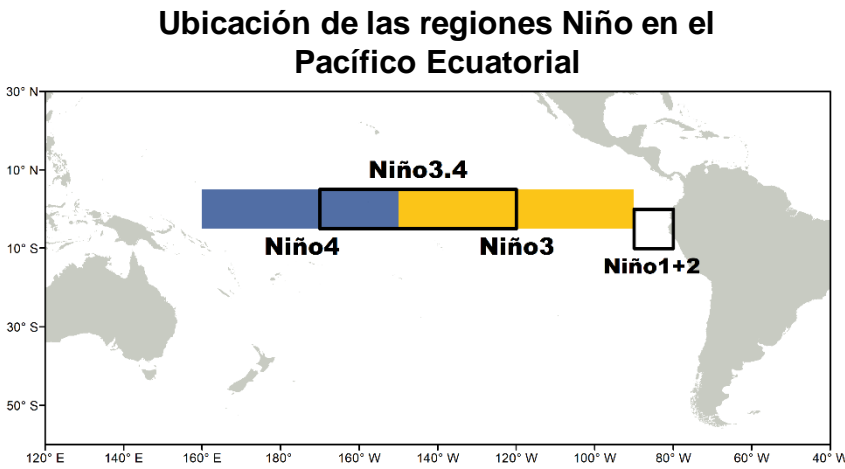 Ubicación de las regiones Niño en el
Pacífico Ecuatorial
30° N
10° N
10° S
30° S
50° S
Niño3.4
Niño4
Niño3
Niño1+2
120° E
140° E
160° E
180°
160° W
140° W
120° W
100° W
80° W
60° W
40° W